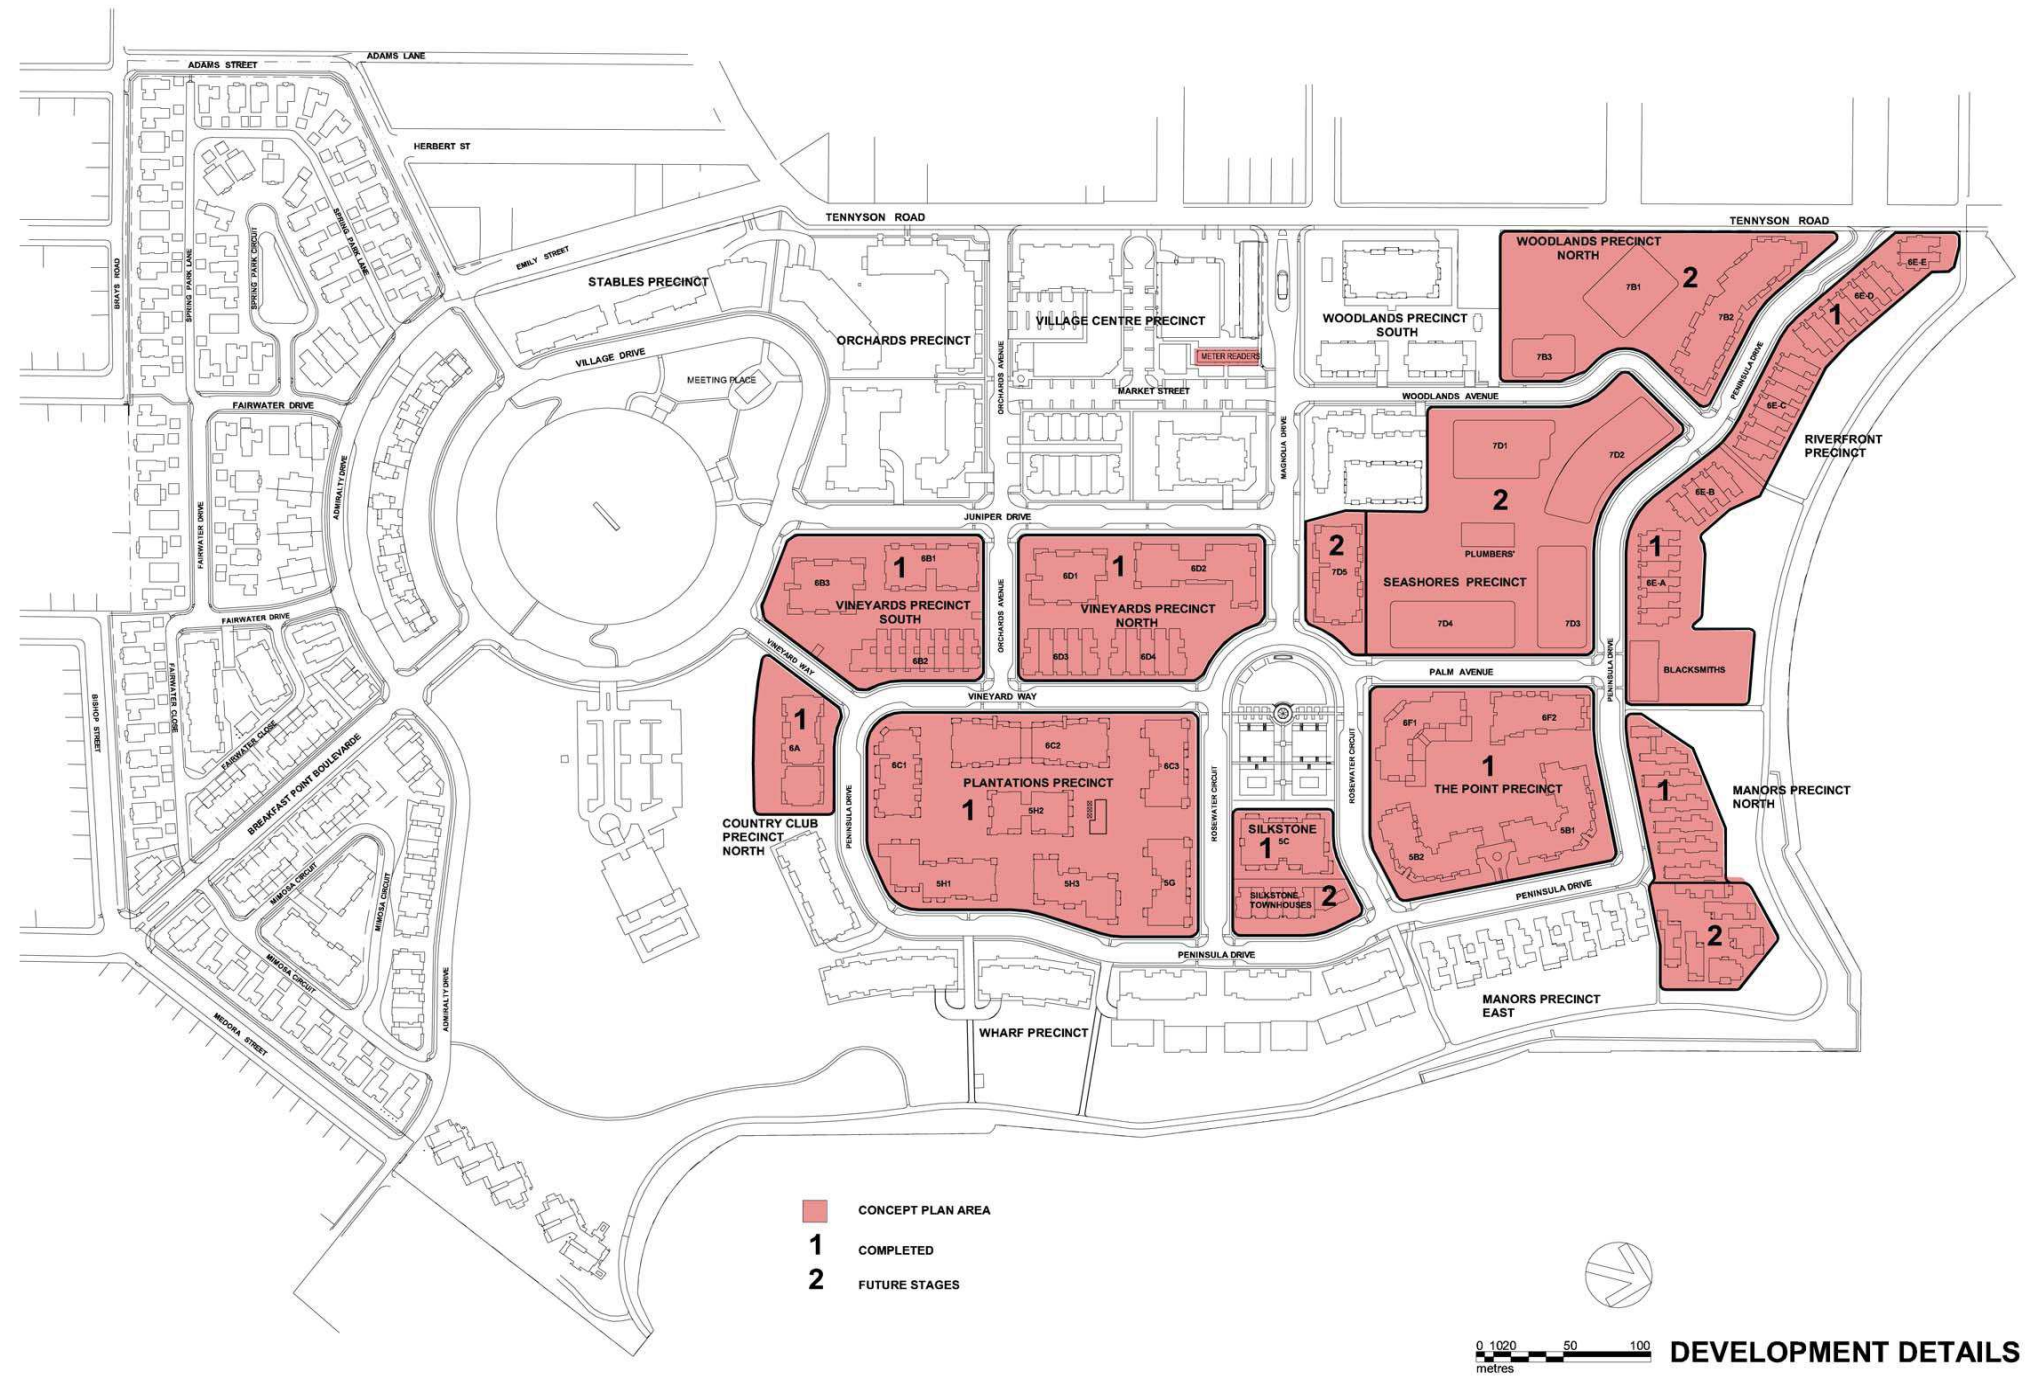 ADAMS LANE
ADAMS STREET
HERBERT ST
BRAYS ROAD
SPRING PARK LANE
SPRING PARK CIRCUIT
SPRING PARK LANE
EMILY STREET
TENNYSON ROAD
TENNYSON ROAD
STABLES PRECINCT
VILLAGE DRIVE
MEETING PLACE
ORCHARDS PRECINCT
ORCHARDS AVENUE
VILLAGE CENTRE PRECINCT
METER READERS
MARKET STREET
MAGNOLIA DRIVE
WOODLANDS PRECINCT
SOUTH
WOODLANDS AVENUE
WOODLANDS PRECINCT
NORTH
2
7B1
7B2
7B3
PENINSULA DRIVE
6E-E
6E-D
1
6E-C
6E-B
RIVERFRONT
PRECINCT
FAIRWATER DRIVE
ADMIRALTY DRIVE
FAIRWATER DRIVE
FAIRWATER DRIVE
JUNIPER DRIVE
7D1
7D2
2
PLUMBERS'
SEASHORES PRECINCT
7D4
7D3
2
7D5
1
6E-A
BLACKSMITHS
PENINSULA DRIVE
6B3
1
6B1
VINEYARDS PRECINCT
SOUTH
6B2
ORCHARDS AVENUE
6D1
1
6D2
VINEYARDS PRECINCT
NORTH
6D3
6D4
VINEYARD WAY
VINEYARD WAY
PALM AVENUE
BISHOP STREET
FAIRWATER CLOSE
FAIRWATER CLOSE
BREAKFAST POINT BOULEVARDE
1
6A
COUNTRY CLUB
PRECINCT
NORTH
PENINSULA DRIVE
6C1
6C2
6C3
PLANTATIONS PRECINCT
1
5H2
5H1
5H3
5G
ROSEWATER CIRCUIT
ROSEWATER CIRCUIT
SILKSTONE
1
5C
SILKSTONE
TOWNHOUSES
2
6F1
6F2
1
THE POINT PRECINCT
5B1
5B2
PENINSULA DRIVE
1
MANORS PRECINCT
NORTH
2
MIMOSA CIRCUIT
MIMOSA CIRCUIT
MIMOSA CIRCUIT
ADMIRALTY DRIVE
MEDORA STREET
PENINSULA DRIVE
MANORS PRECINCT
EAST
WHARF PRECINCT
CONCEPT PLAN AREA
1 COMPLETED
2 FUTURE STAGES
0 10 20 50 100
metres
DEVELOPMENT DETAILS